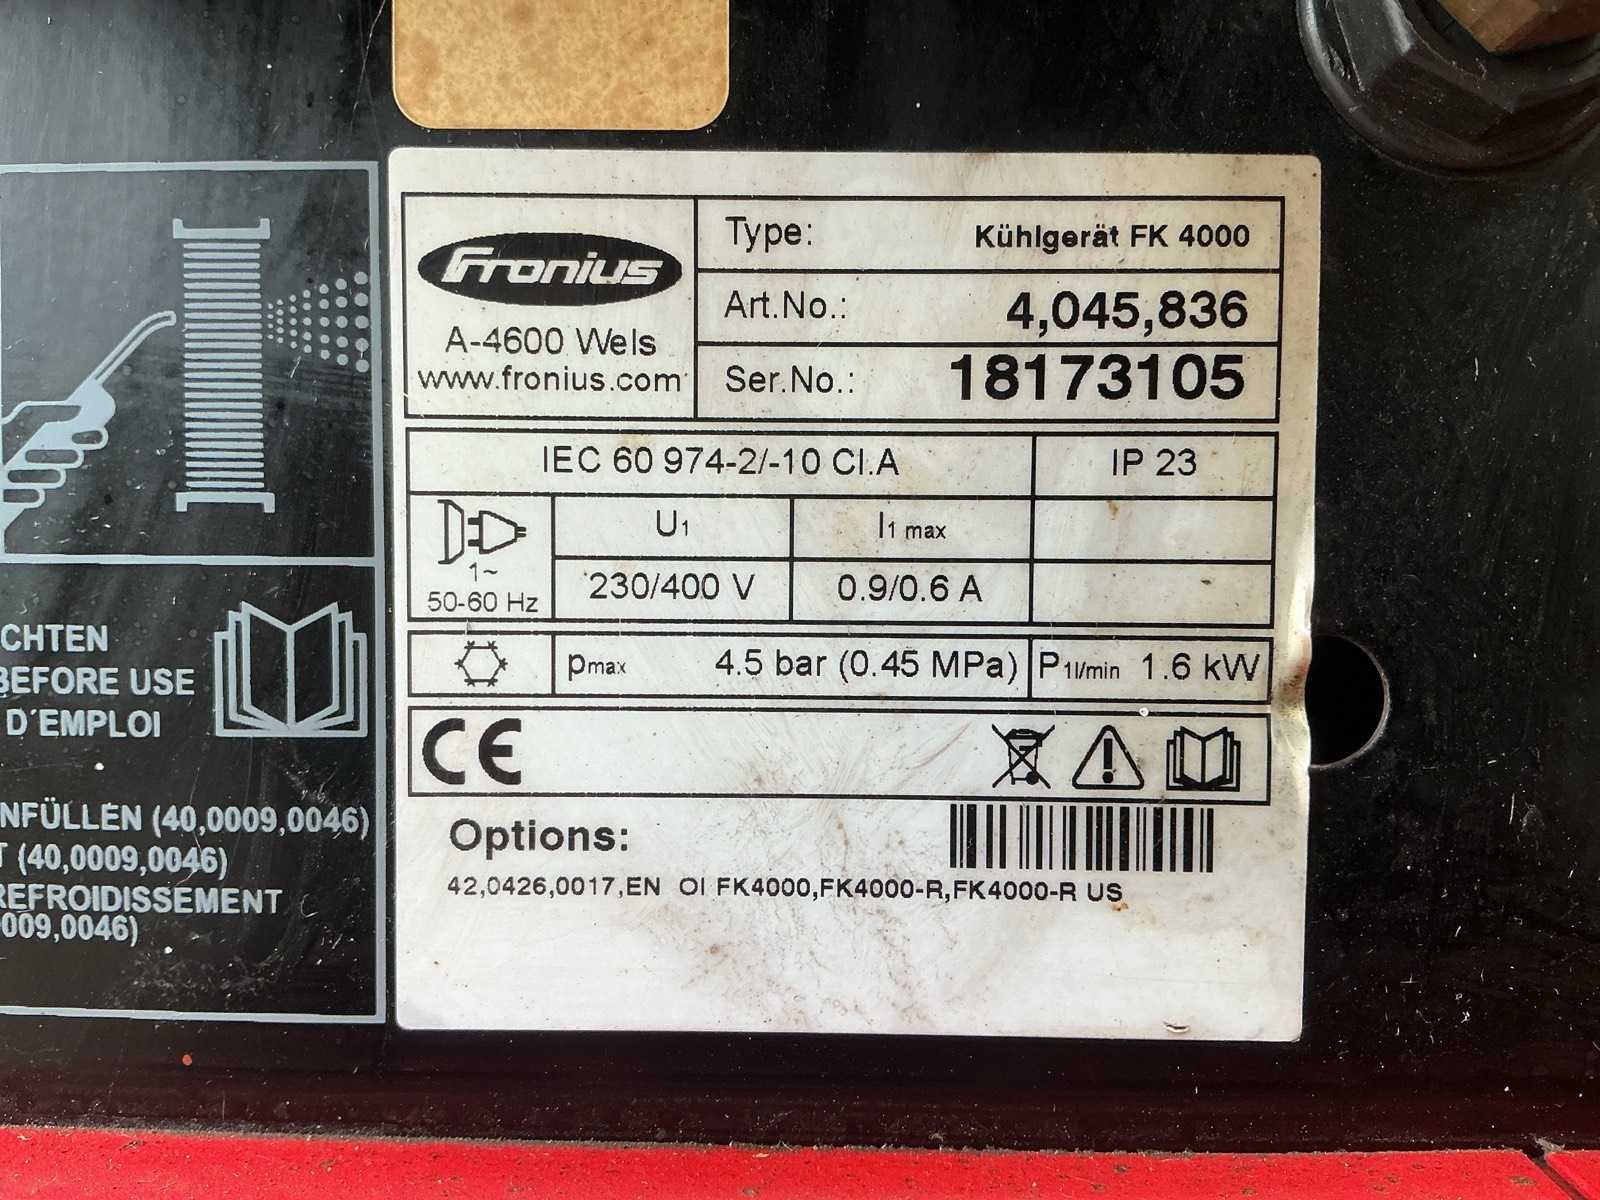 Fronius
A-4600 Wels
www.fronius.com
Type: Kühlgerät FK 4000
Art.No.: 4,045,836
Ser.No.: 18173105
IEC 60 974-2/-10 Cl.A IP 23
1~
50-60 Hz
U1 I1 max
230/400 V 0.9/0.6 A
pmax 4.5 bar (0.45 MPa) P1l/min 1.6 kW
CE
Options:
42,0426,0017,EN OI FK4000,FK4000-R,FK4000-R US
CHTEN
BEFORE USE
D'EMPLOI
NFÜLLEN (40,0009,0046)
T (40,0009,0046)
REFROIDISSEMENT
009,0046)